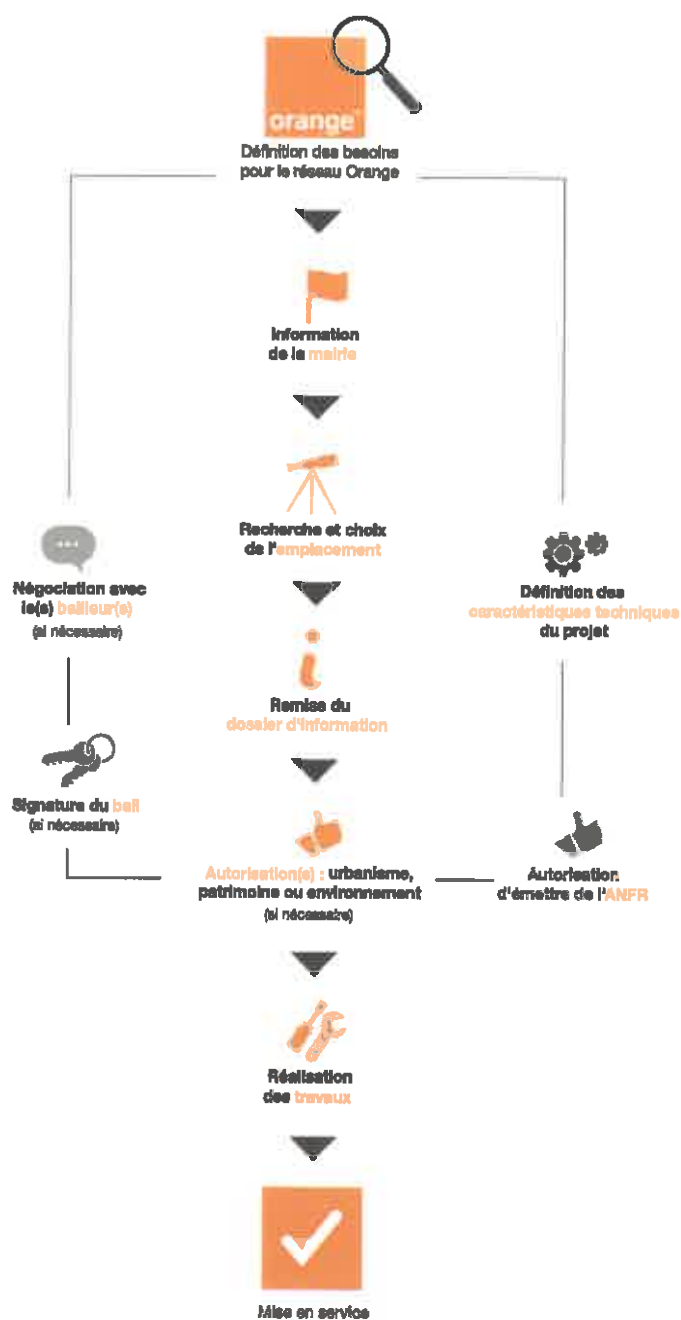 orange
Définition des besoins
pour le réseau Orange
Information
de la mairie
Recherche et choix
de l'emplacement
Négociation avec
le(s) bailleur(s)
(si nécessaire)
Définition des
caractéristiques techniques
du projet
Remise du
dossier d'information
Signature du bail
(si nécessaire)
Autorisation(s) : urbanisme,
patrimoine ou environnement
(si nécessaire)
Autorisation
d'émettre de l'ANFR
Réalisation
des travaux
Mise en service